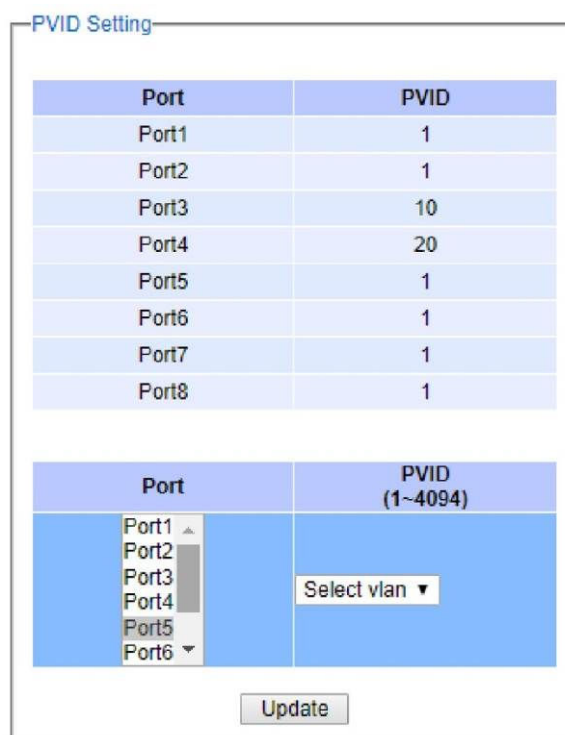 PVID Setting
Port PVID
Port1 1
Port2 1
Port3 10
Port4 20
Port5 1
Port6 1
Port7 1
Port8 1
Port PVID
(1~4094)
Port1
Port2
Port3
Port4
Port5
Port6
Select vlan
Update